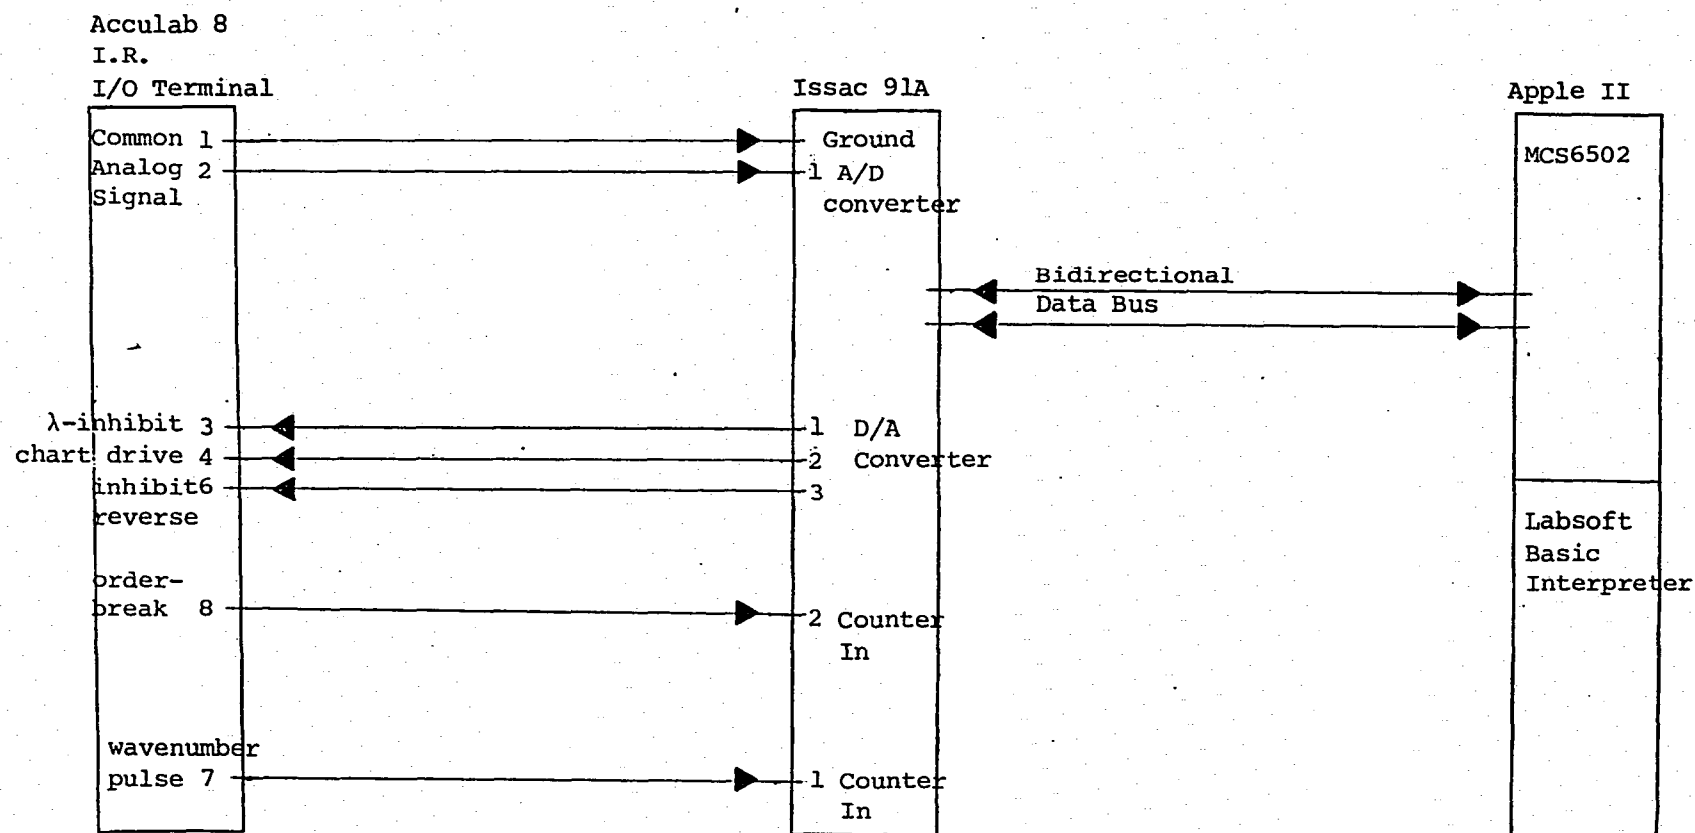 Acculab 8
I.R.
I/O Terminal
Common 1
Analog 2
Signal
λ-inhibit 3
chart drive 4
inhibit6
reverse
order-
break 8
wavenumber
pulse 7
Issac 91A
Ground
1 A/D
converter
1 D/A
2 Converter
3
2 Counter
In
1 Counter
In
Bidirectional
Data Bus
Apple II
MCS6502
Labsoft
Basic
Interpreter